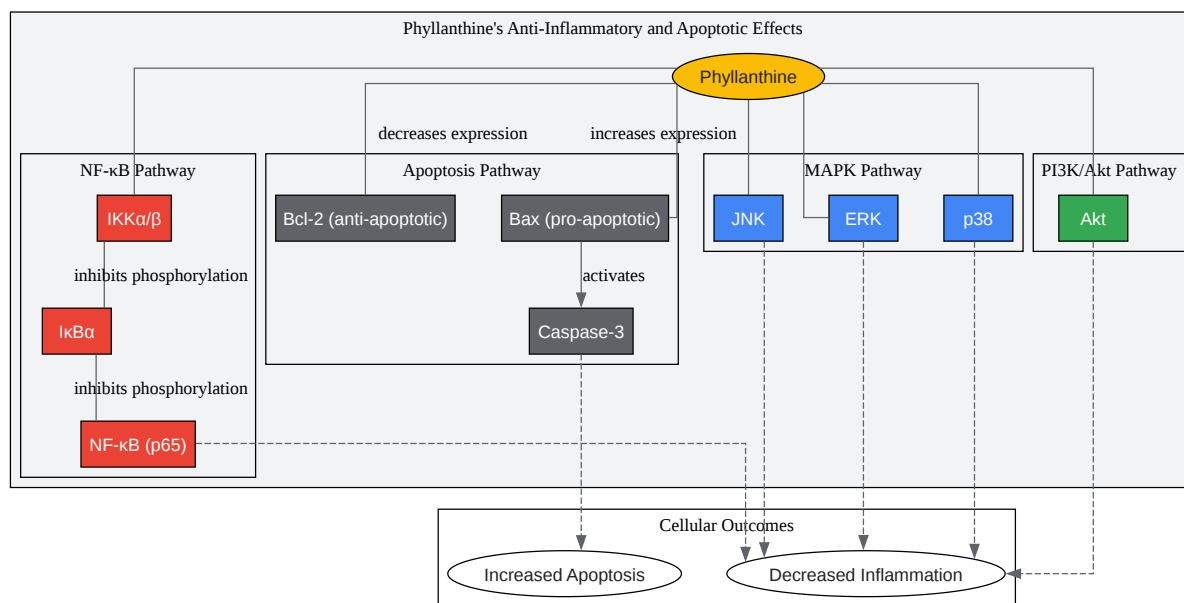 Phyllanthine's Anti-Inflammatory and Apoptotic Effects
Phyllanthine
decreases expression
increases expression
NF-κB Pathway
Apoptosis Pathway
MAPK Pathway
PI3K/Akt Pathway
IKKα/β
Bcl-2 (anti-apoptotic)
Bax (pro-apoptotic)
JNK
ERK
p38
Akt
inhibits phosphorylation
activates
IκBα
Caspase-3
inhibits phosphorylation
NF-κB (p65)
Cellular Outcomes
Increased Apoptosis
Decreased Inflammation